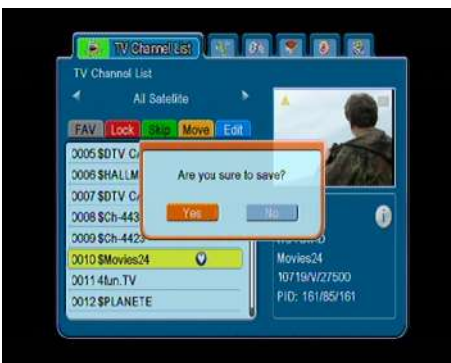 TV Channel List
TV Channel List
All Satellite
FAV Lock Skip Move Edit
0005 $DTV
0006 $HALLM
0007 $DTV
0008 $Ch-443
0009 $Ch-4423
0010 $Movies24
0011 4fun.TV
0012 $PLANETE
Are you sure to save?
Yes No
Movies24
10719/V/27500
PID: 161/85/161